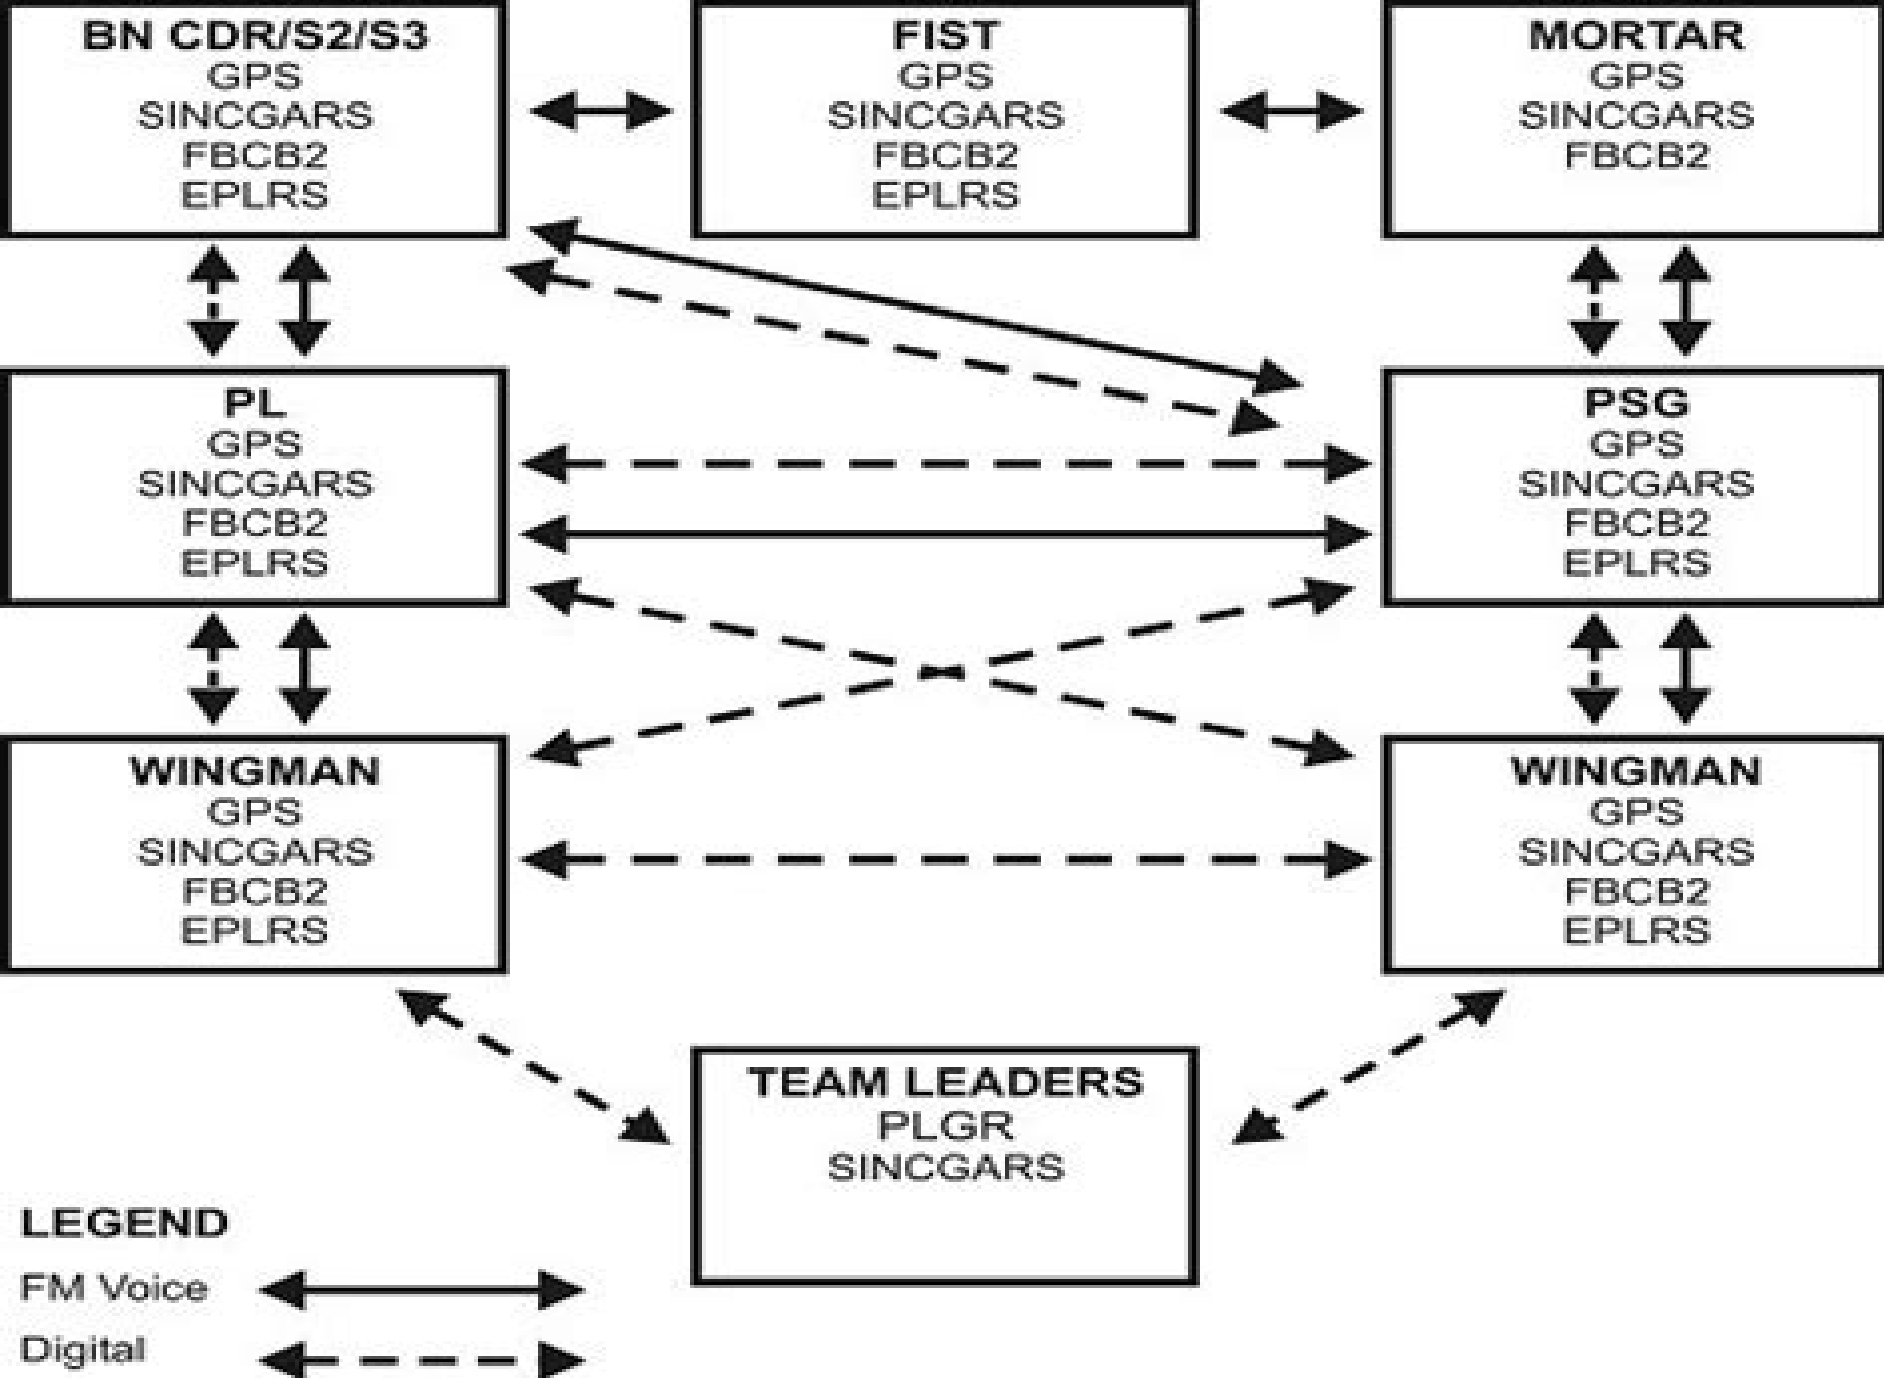 BN CDR/S2/S3
GPS
SINCGARS
FBCB2
EPLRS
FIST
GPS
SINCGARS
FBCB2
EPLRS
MORTAR
GPS
SINCGARS
FBCB2
PL
GPS
SINCGARS
FBCB2
EPLRS
PSG
GPS
SINCGARS
FBCB2
EPLRS
WINGMAN
GPS
SINCGARS
FBCB2
EPLRS
WINGMAN
GPS
SINCGARS
FBCB2
EPLRS
TEAM LEADERS
PLGR
SINCGARS
LEGEND
FM Voice
Digital